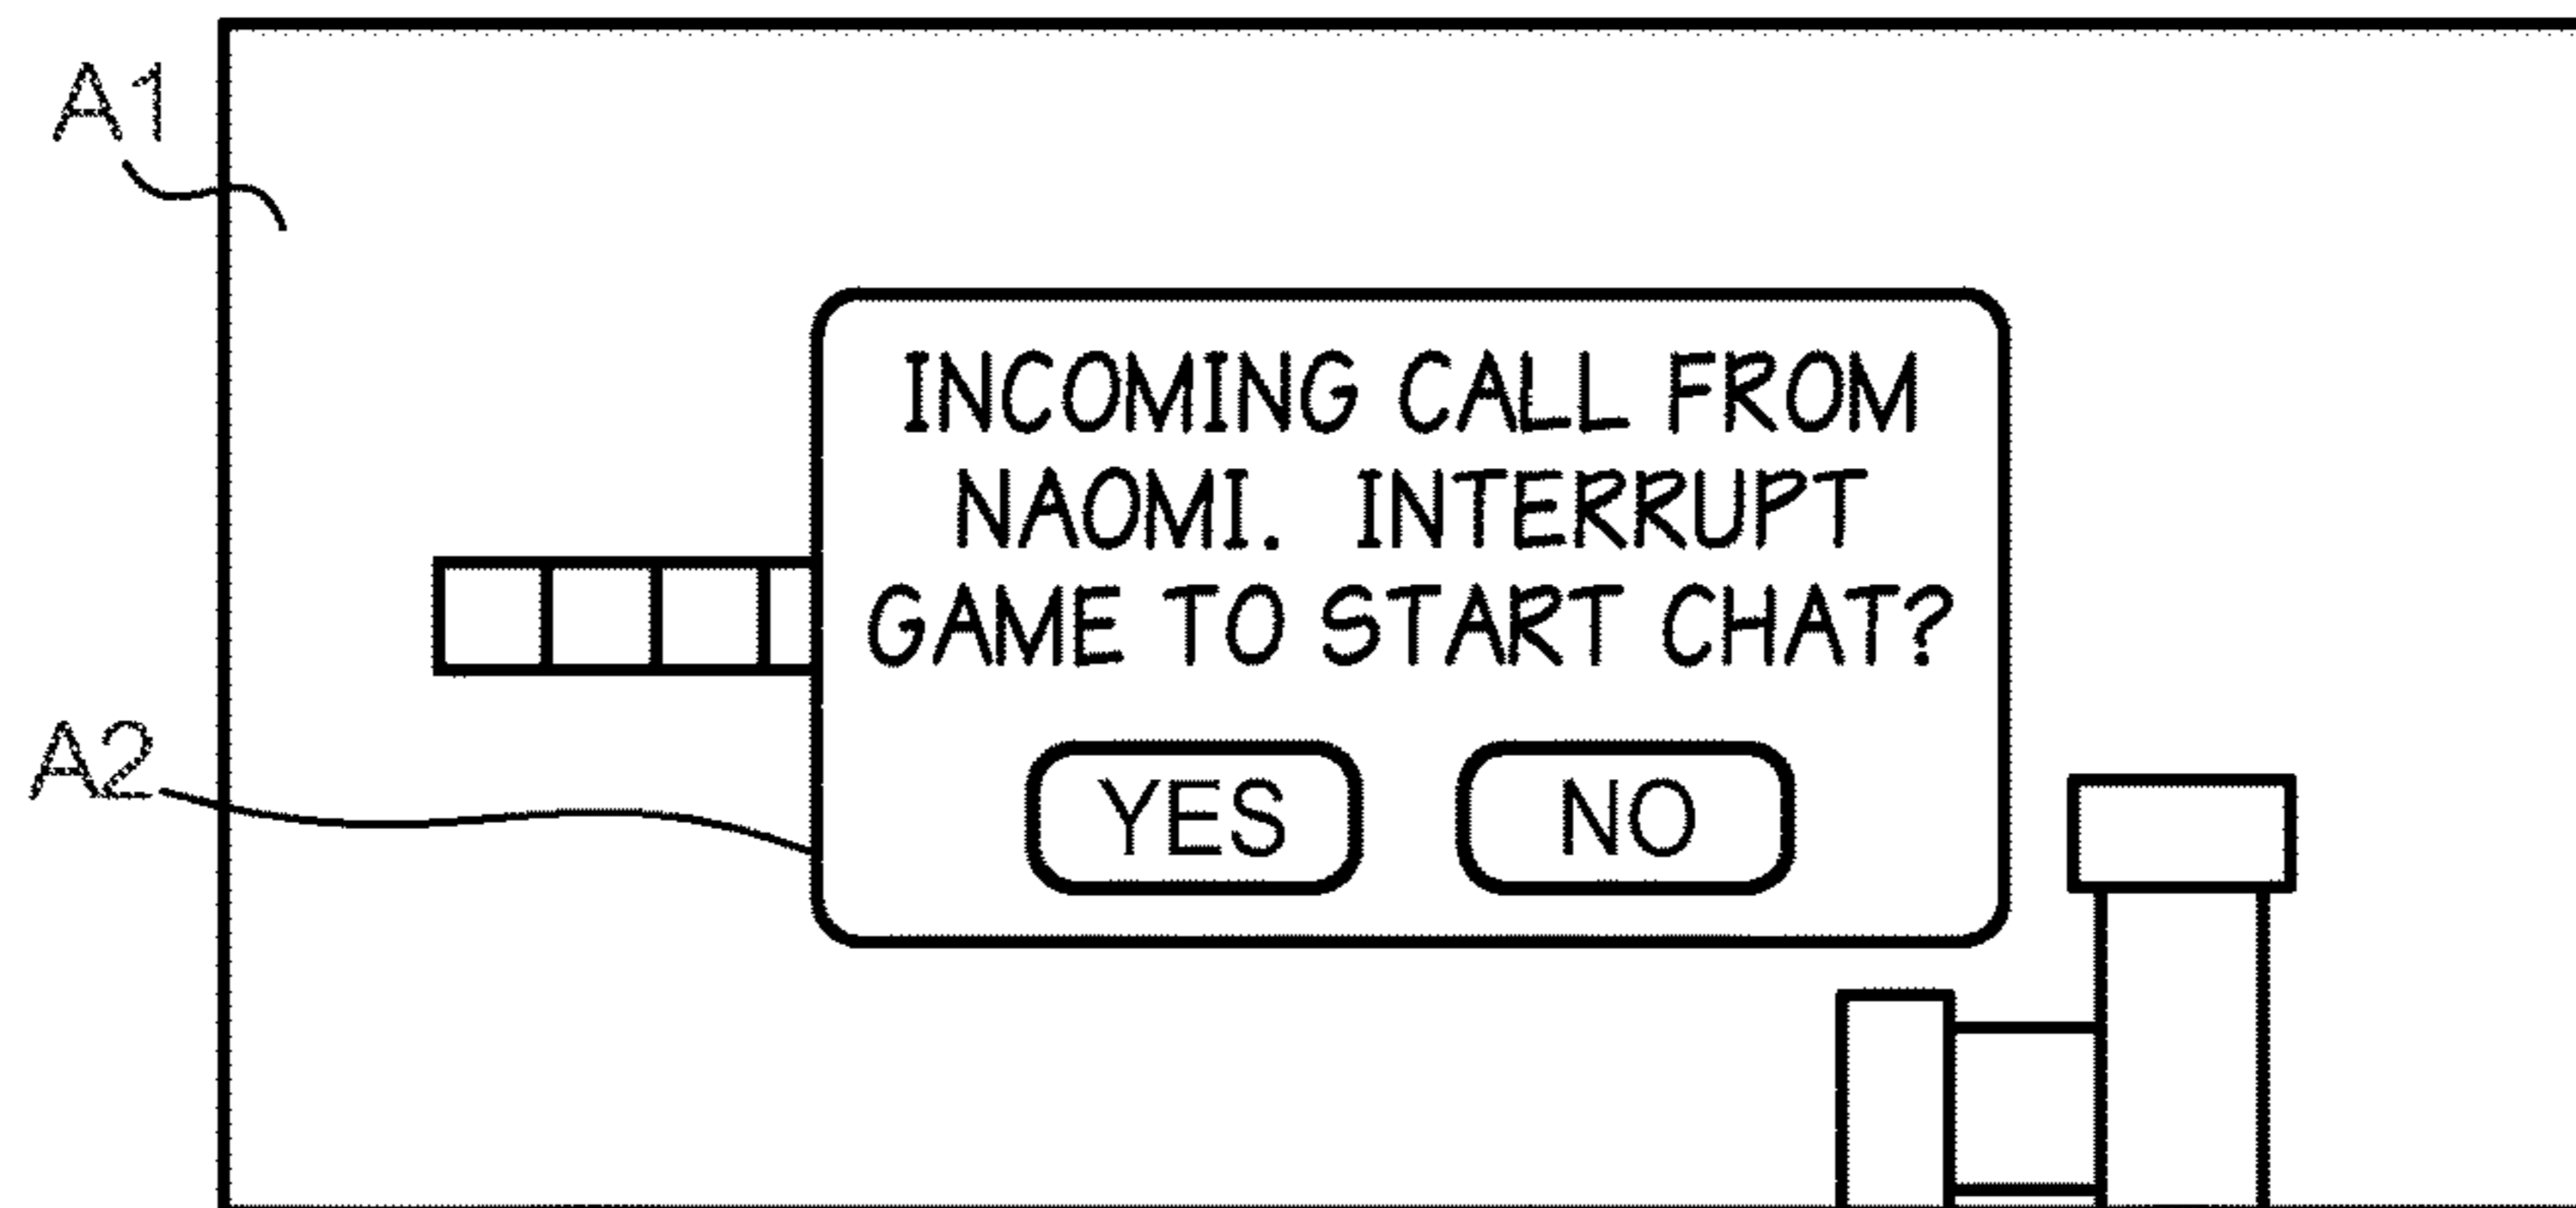 A1
INCOMING CALL FROM
NAOMI. INTERRUPT
GAME TO START CHAT?
A2
YES NO